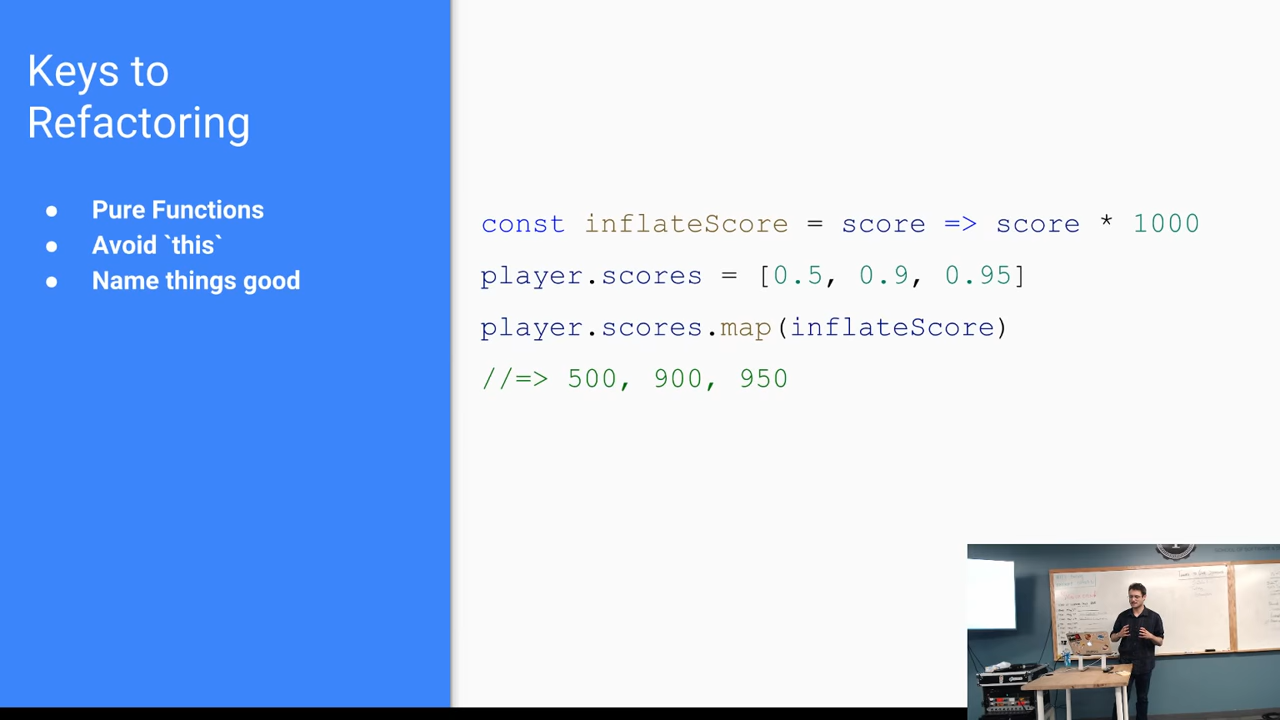 Keys to
Refactoring
● Pure Functions
● Avoid `this`
● Name things good
const inflateScore = score => score * 1000
player.scores = [0.5, 0.9, 0.95]
player.scores.map(inflateScore)
//=> 500, 900, 950